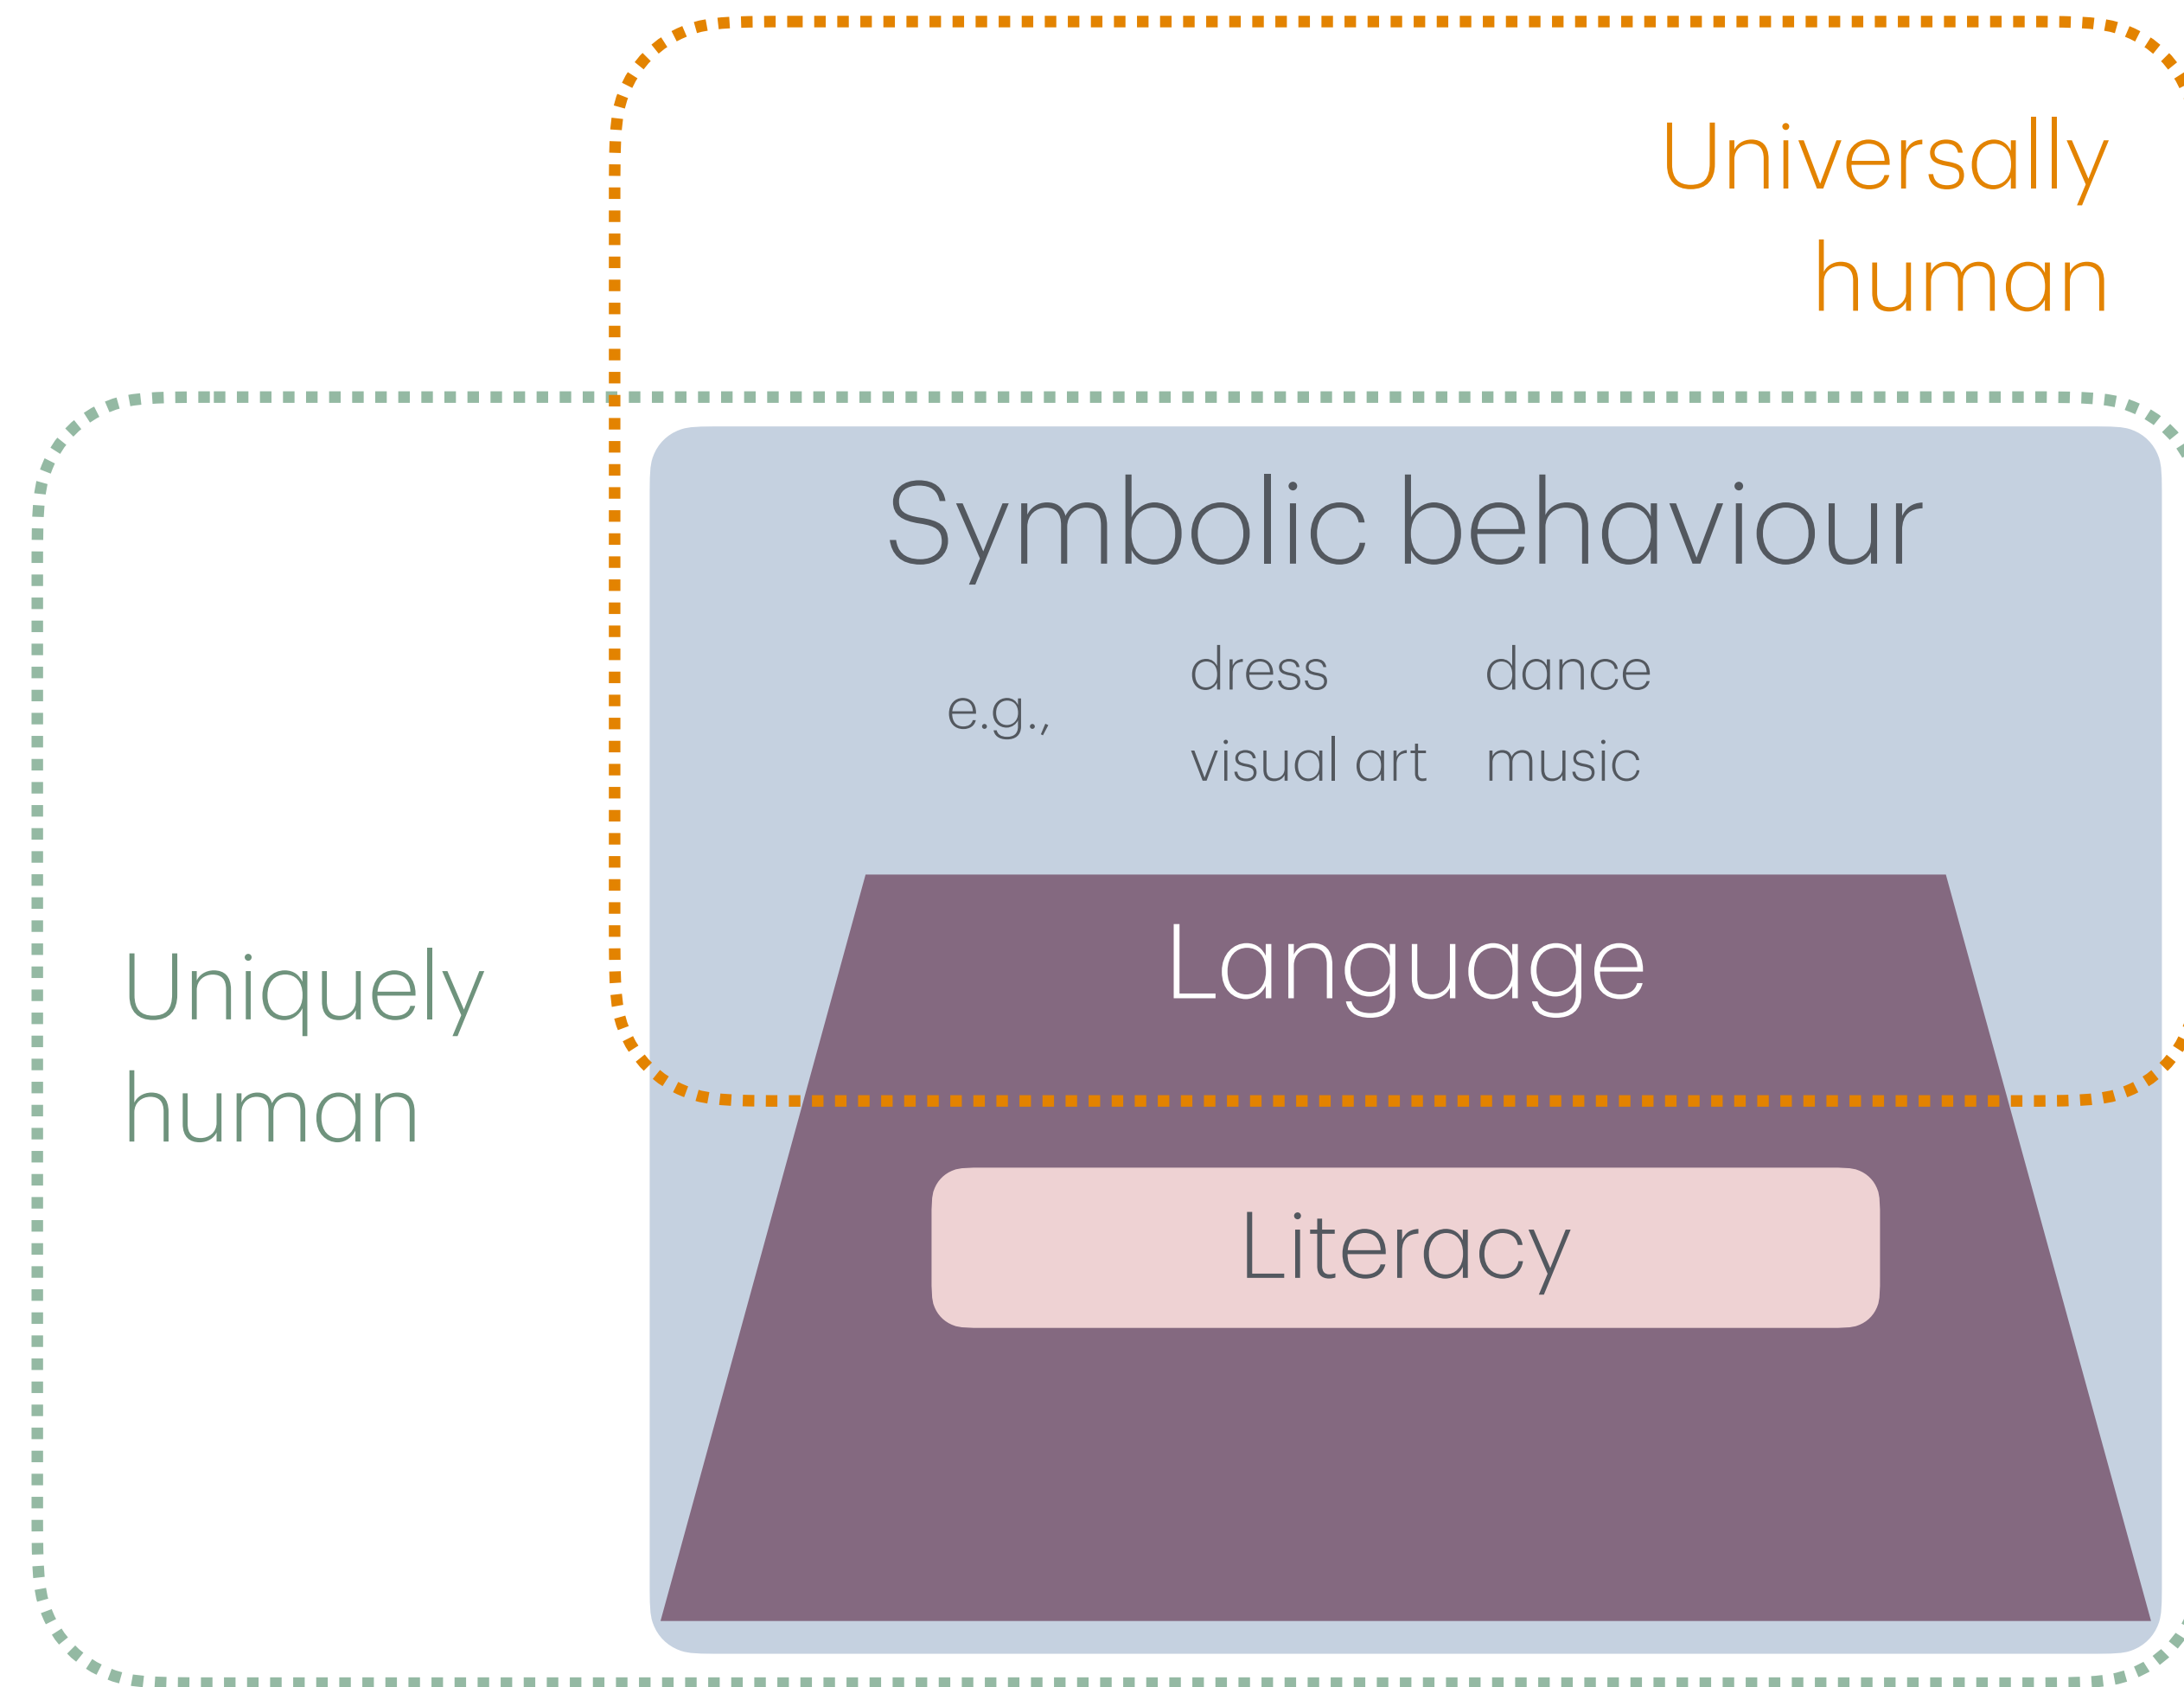 Universally
human
Symbolic behaviour
e.g.,
dress dance
visual art music
Language
Uniquely
human
Literacy